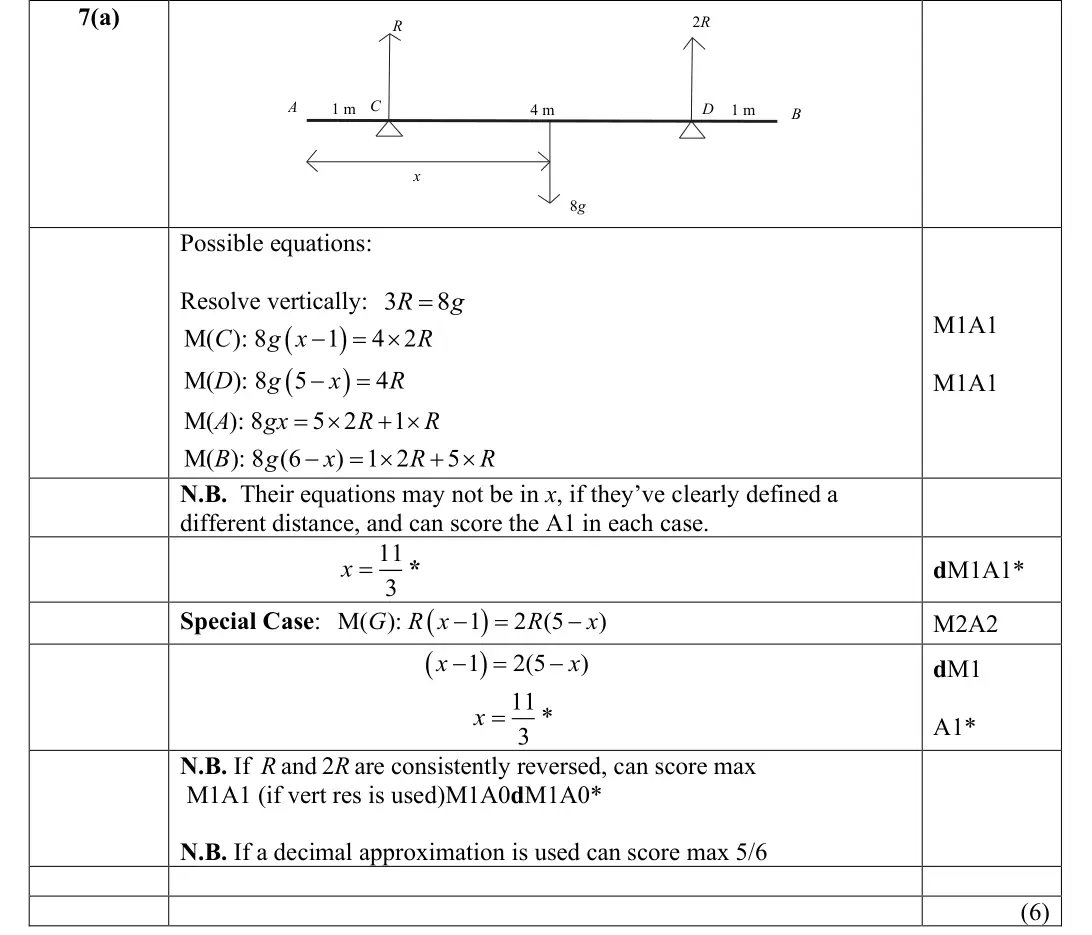 7(a)
R
2R
A 1 m C 4 m D 1 m B
x
8g
Possible equations:
Resolve vertically: 3R = 8g
M(C): 8g(x−1) = 4×2R
M1A1
M(D): 8g(5−x) = 4R
M1A1
M(A): 8gx = 5×2R+1×R
M(B): 8g(6−x) = 1×2R+5×R
N.B. Their equations may not be in x, if they’ve clearly defined a
different distance, and can score the A1 in each case.
x = 11/3 * dM1A1*
Special Case: M(G): R(x−1) = 2R(5−x) M2A2
(x−1) = 2(5−x) dM1
x = 11/3 * A1*
N.B. If R and 2R are consistently reversed, can score max
M1A1 (if vert res is used)M1A0dM1A0*
N.B. If a decimal approximation is used can score max 5/6
(6)